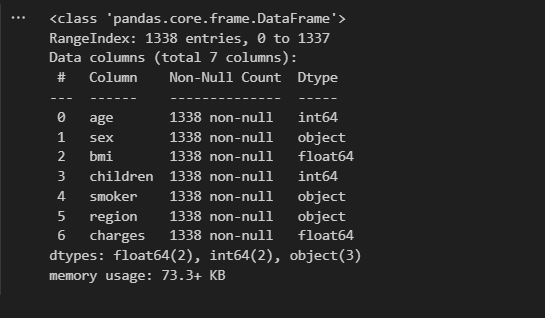 ... <class 'pandas.core.frame.DataFrame'>
RangeIndex: 1338 entries, 0 to 1337
Data columns (total 7 columns):
 #   Column    Non-Null Count  Dtype
---  ------    --------------  -----
 0   age       1338 non-null   int64
 1   sex       1338 non-null   object
 2   bmi       1338 non-null   float64
 3   children  1338 non-null   int64
 4   smoker    1338 non-null   object
 5   region    1338 non-null   object
 6   charges   1338 non-null   float64
dtypes: float64(2), int64(2), object(3)
memory usage: 73.3+ KB